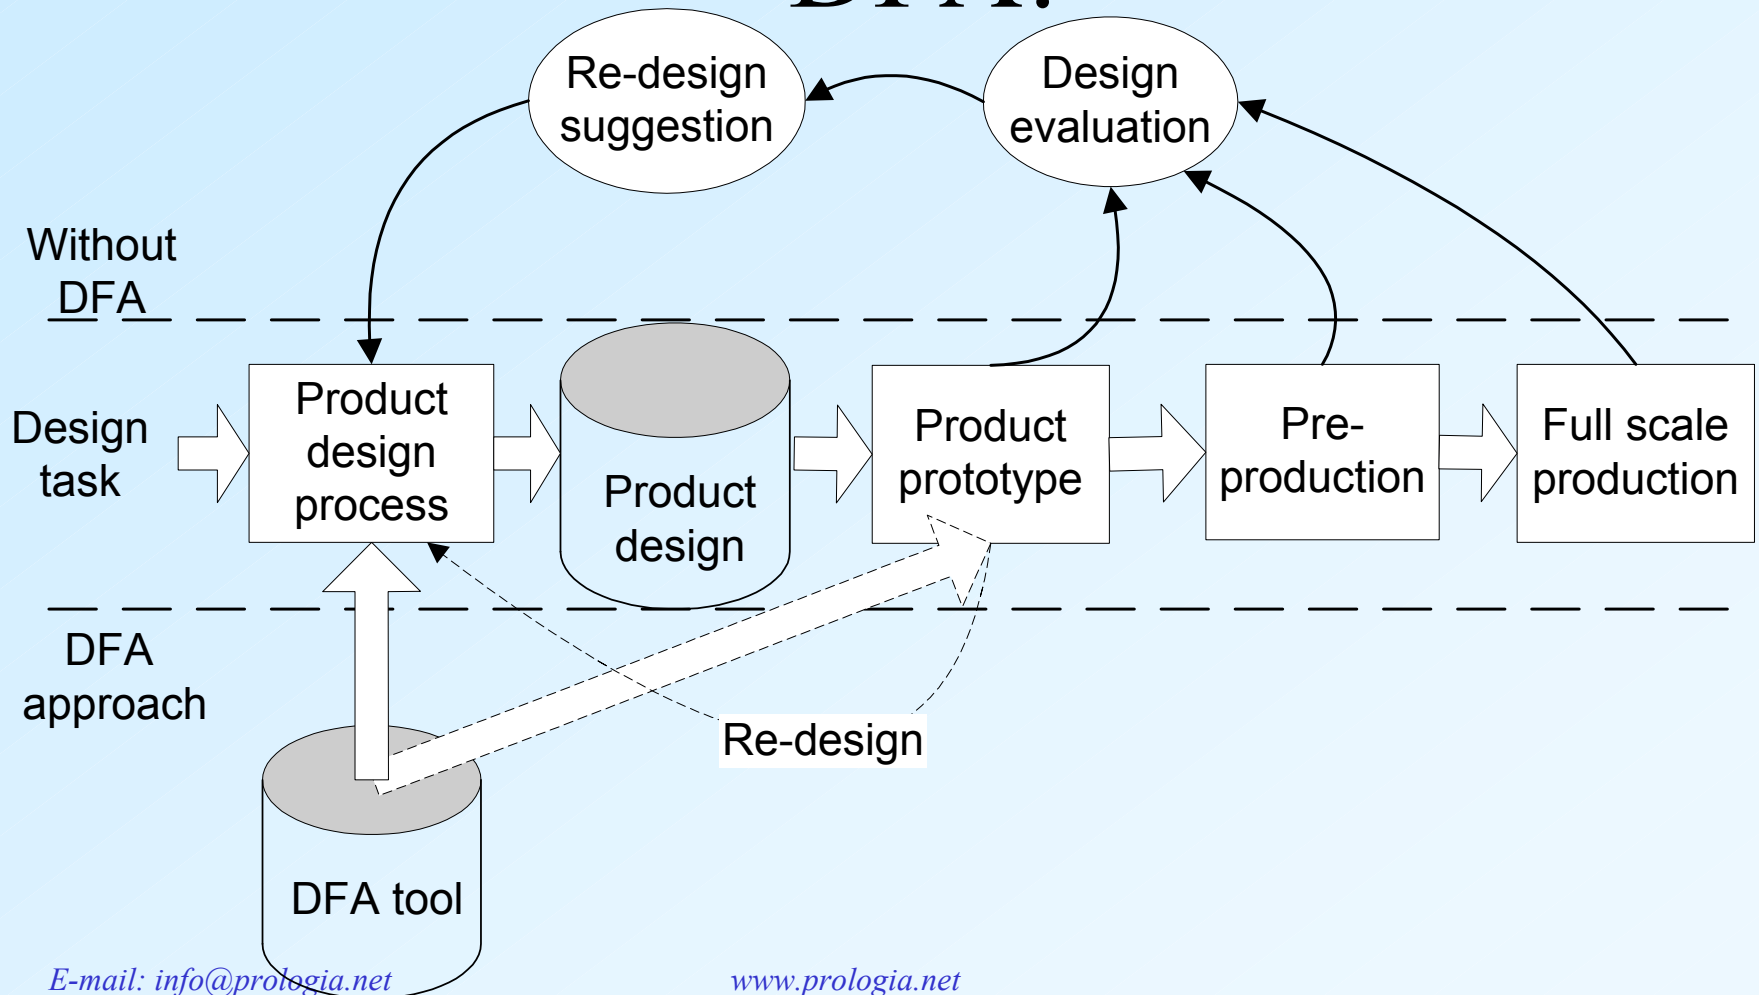 DFA?
Re-design
suggestion
Design
evaluation
Without
DFA
Design
task
Product
design
process
Product
design
Product
prototype
Pre-
production
Full scale
production
DFA
approach
Re-design
DFA tool
E-mail: info@prologia.net
www.prologia.net